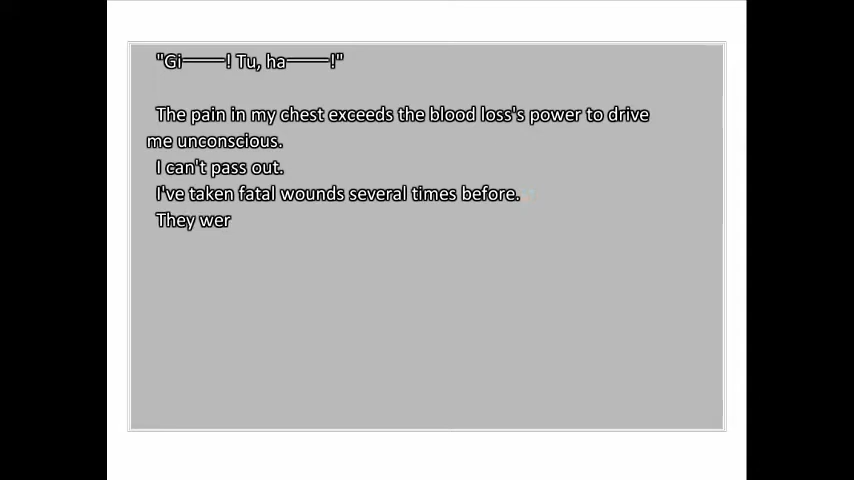 "Gi———! Tu, ha———!"
The pain in my chest exceeds the blood loss's power to drive
me unconscious.
I can't pass out.
I've taken fatal wounds several times before.
They wer